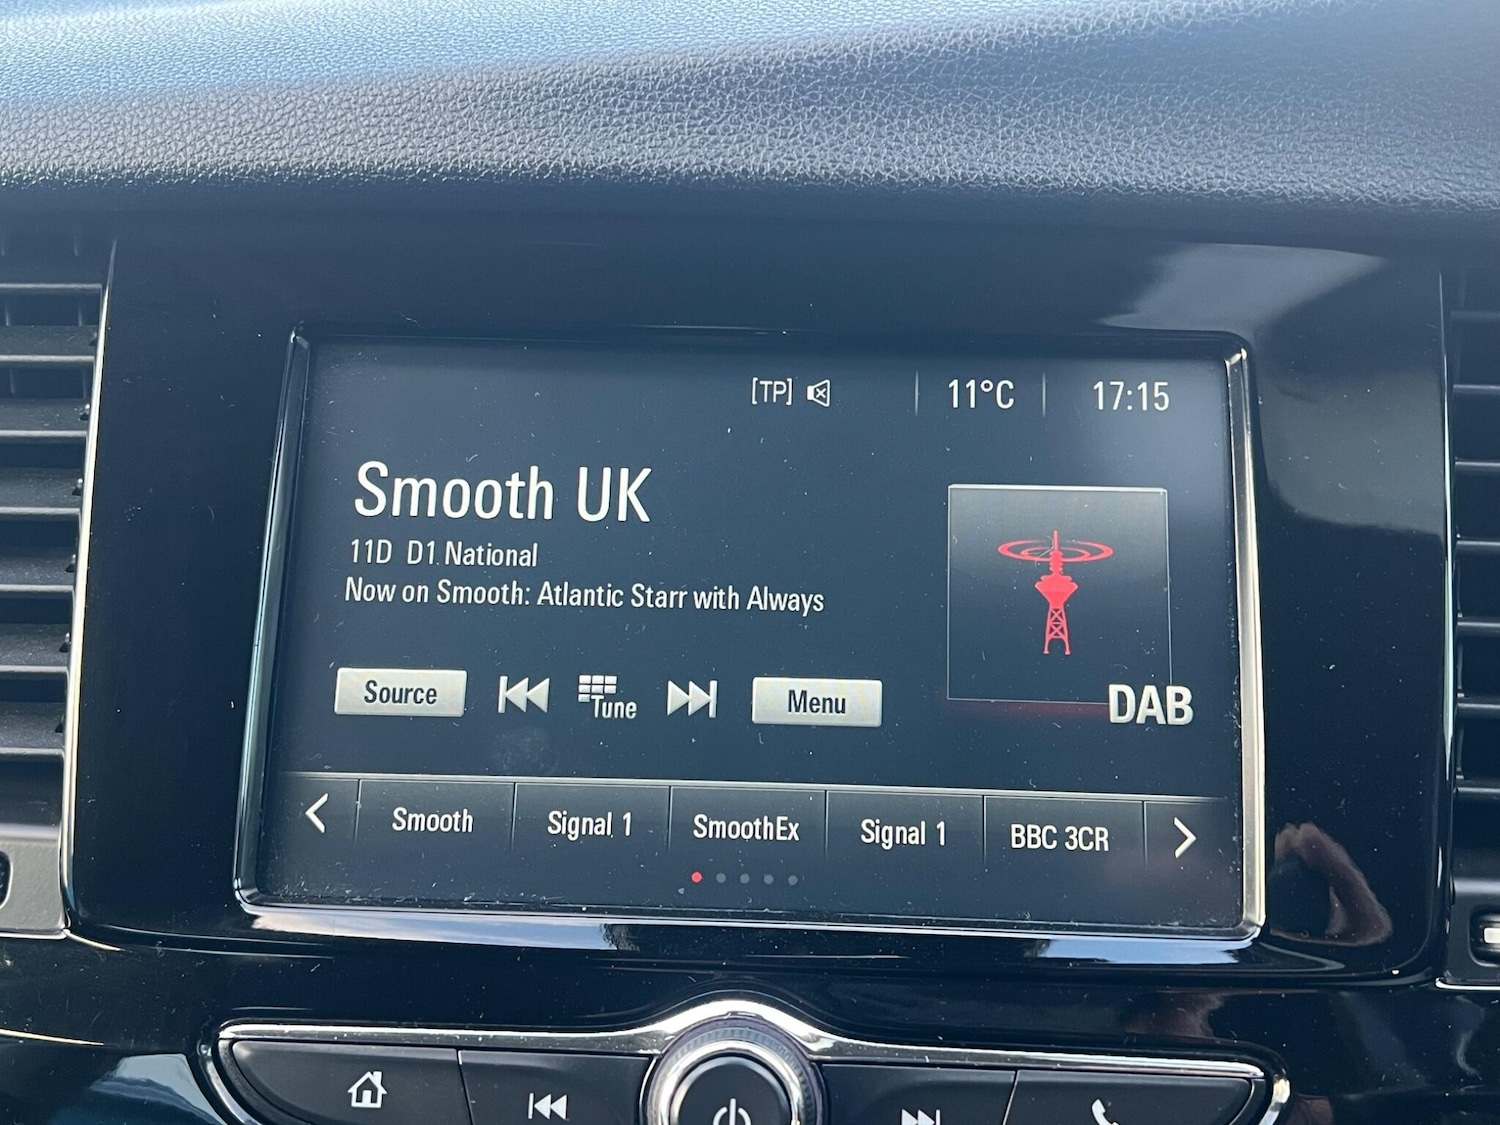 [TP] 11°C 17:15
Smooth UK
11D D1 National
Now on Smooth: Atlantic Starr with Always
Source Tune Menu
DAB
Smooth Signal 1 SmoothEx Signal 1 BBC 3CR